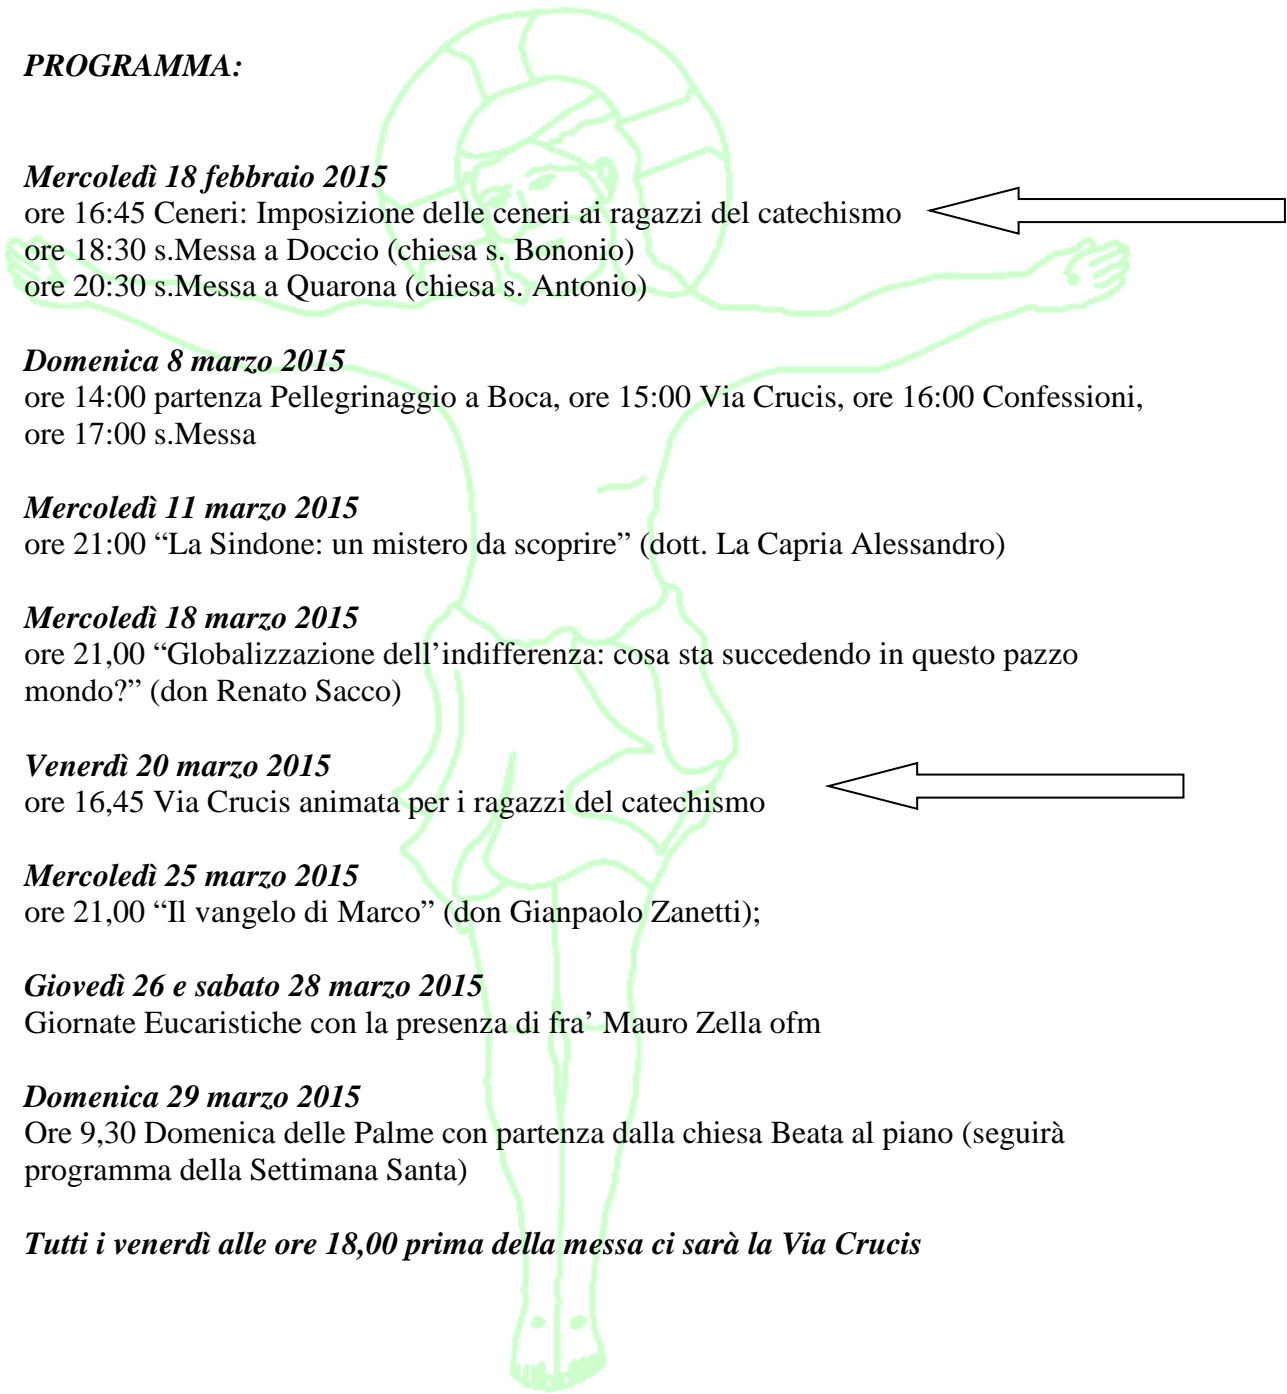 PROGRAMMA:
Mercoledì 18 febbraio 2015
ore 16:45 Ceneri: Imposizione delle ceneri ai ragazzi del catechismo
ore 18:30 s.Messa a Doccio (chiesa s. Bononio)
ore 20:30 s.Messa a Quarona (chiesa s. Antonio)
Domenica 8 marzo 2015
ore 14:00 partenza Pellegrinaggio a Boca, ore 15:00 Via Crucis, ore 16:00 Confessioni,
ore 17:00 s.Messa
Mercoledì 11 marzo 2015
ore 21:00 “La Sindone: un mistero da scoprire” (dott. La Capria Alessandro)
Mercoledì 18 marzo 2015
ore 21,00 “Globalizzazione dell’indifferenza: cosa sta succedendo in questo pazzo
mondo?” (don Renato Sacco)
Venerdì 20 marzo 2015
ore 16,45 Via Crucis animata per i ragazzi del catechismo
Mercoledì 25 marzo 2015
ore 21,00 “Il vangelo di Marco” (don Gianpaolo Zanetti);
Giovedì 26 e sabato 28 marzo 2015
Giornate Eucaristiche con la presenza di fra’ Mauro Zella ofm
Domenica 29 marzo 2015
Ore 9,30 Domenica delle Palme con partenza dalla chiesa Beata al piano (seguirà
programma della Settimana Santa)
Tutti i venerdì alle ore 18,00 prima della messa ci sarà la Via Crucis